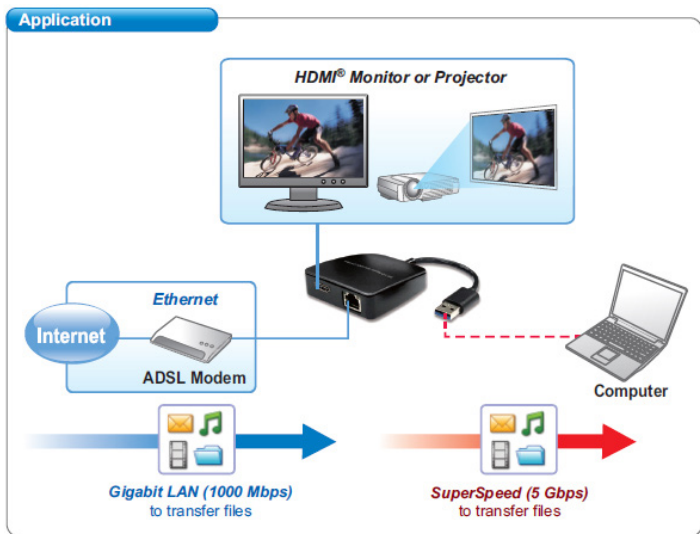 Application
HDMI® Monitor or Projector
Ethernet
Internet
ADSL Modem
Computer
Gigabit LAN (1000 Mbps)
to transfer files
SuperSpeed (5 Gbps)
to transfer files